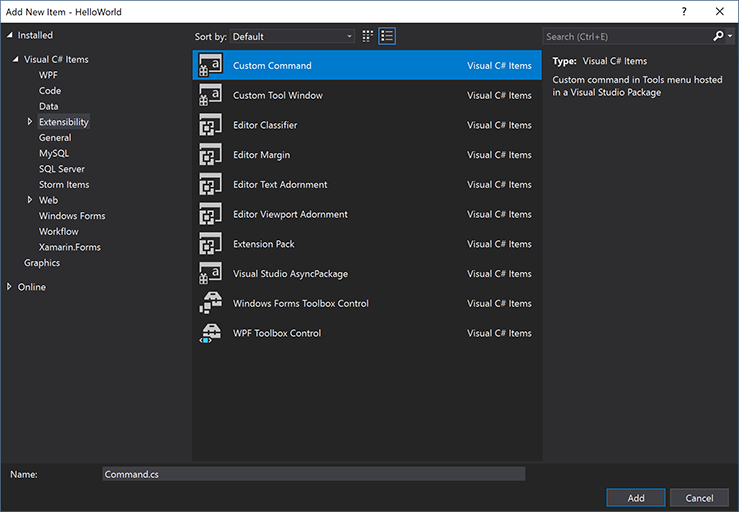 Add New Item - HelloWorld
?
Installed
Visual C# Items
WPF
Code
Data
Extensibility
General
MySQL
SQL Server
Storm Items
Web
Windows Forms
Workflow
Xamarin.Forms
Graphics
Online
Sort by: Default
Custom Command Visual C# Items
Custom Tool Window Visual C# Items
Editor Classifier Visual C# Items
Editor Margin Visual C# Items
Editor Text Adornment Visual C# Items
Editor Viewport Adornment Visual C# Items
Extension Pack Visual C# Items
Visual Studio AsyncPackage Visual C# Items
Windows Forms Toolbox Control Visual C# Items
WPF Toolbox Control Visual C# Items
Search (Ctrl+E)
Type: Visual C# Items
Custom command in Tools menu hosted
in a Visual Studio Package
Name: Command.cs
Add Cancel